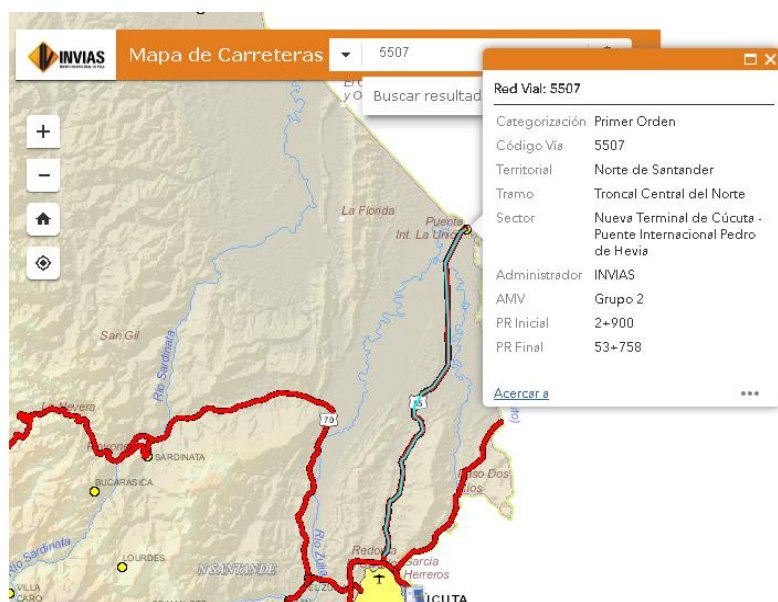 INVIAS
Mapa de Carreteras
5507
Buscar resultad
Red Vial: 5507
Categorización Primer Orden
Código Vía 5507
Territorial Norte de Santander
Tramo Troncal Central del Norte
Sector Nueva Terminal de Cúcuta -
Puente Internacional Pedro
de Hevia
Administrador INVIAS
AMV Grupo 2
PR Inicial 2+900
PR Final 53+758
Acercar a
La Florida
Puente
Int. La Unión
San Gil
Río Sardinata
La Nevera
70
55
SARDINATA
BUCARASICA
Paso Dos
Ríos
Río Sardinata
LOURDES
N SANTANDE
Río Zulia
García
Herreros
VILLA
CARO
CÚCUTA